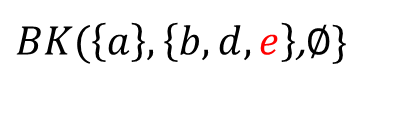 BK({a}, {b, d, e},∅}